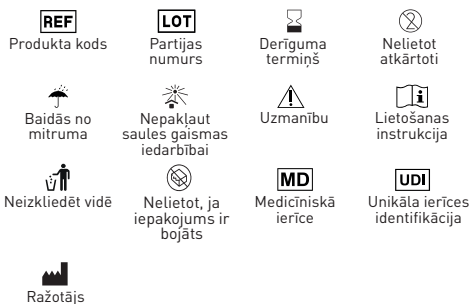 REF
LOT
Produkta kods
Partijas
numurs
Derīguma
termiņš
Nelietot
atkārtoti
2
Baidās no
mitruma
Nepakļaut
saules gaismas
iedarbībai
Uzmanību
Lietošanas
instrukcija
i
Neizkliedēt vidē
Nelietot, ja
iepakojums ir
bojāts
MD
Medicīniskā
ierīce
UDI
Unikāla ierīces
identifikācija
Ražotājs